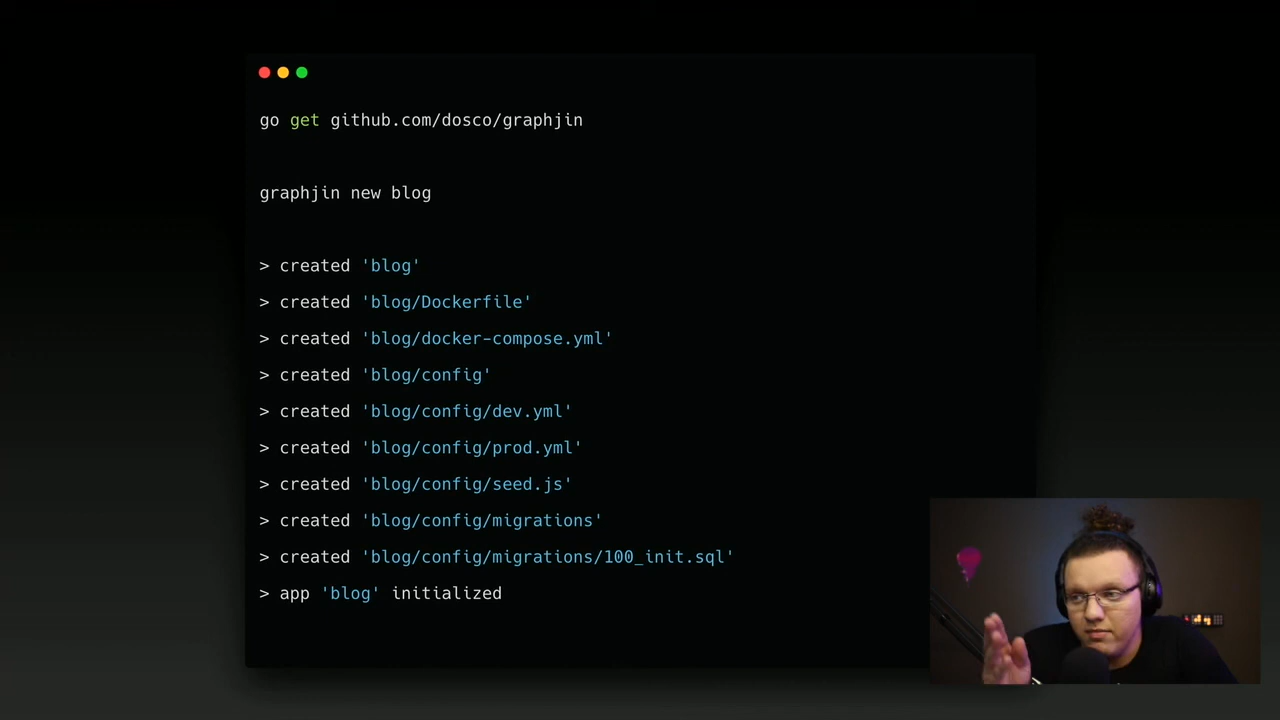 go get github.com/dosco/graphjin
graphjin new blog
> created 'blog'
> created 'blog/Dockerfile'
> created 'blog/docker-compose.yml'
> created 'blog/config'
> created 'blog/config/dev.yml'
> created 'blog/config/prod.yml'
> created 'blog/config/seed.js'
> created 'blog/config/migrations'
> created 'blog/config/migrations/100_init.sql'
> app 'blog' initialized